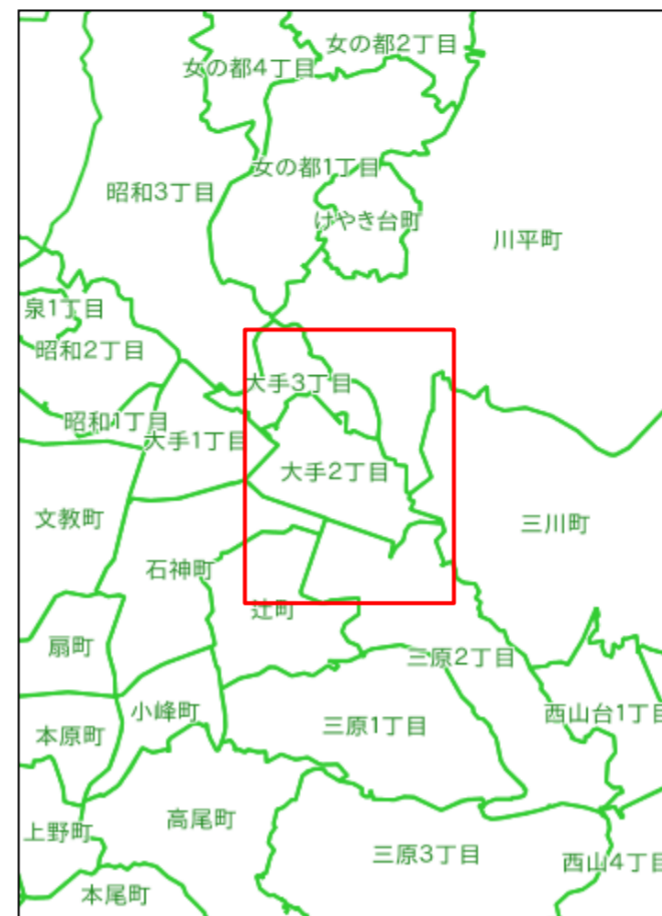 女の都2丁目
女の都4丁目
女の都1丁目
昭和3丁目
けやき台町
川平町
泉1丁目
昭和2丁目
大手3丁目
昭和1丁目
大手1丁目
大手2丁目
文教町
三川町
石神町
辻町
扇町
三原2丁目
小峰町
西山台1丁目
三原1丁目
本原町
高尾町
上野町
三原3丁目
西山4丁目
本尾町